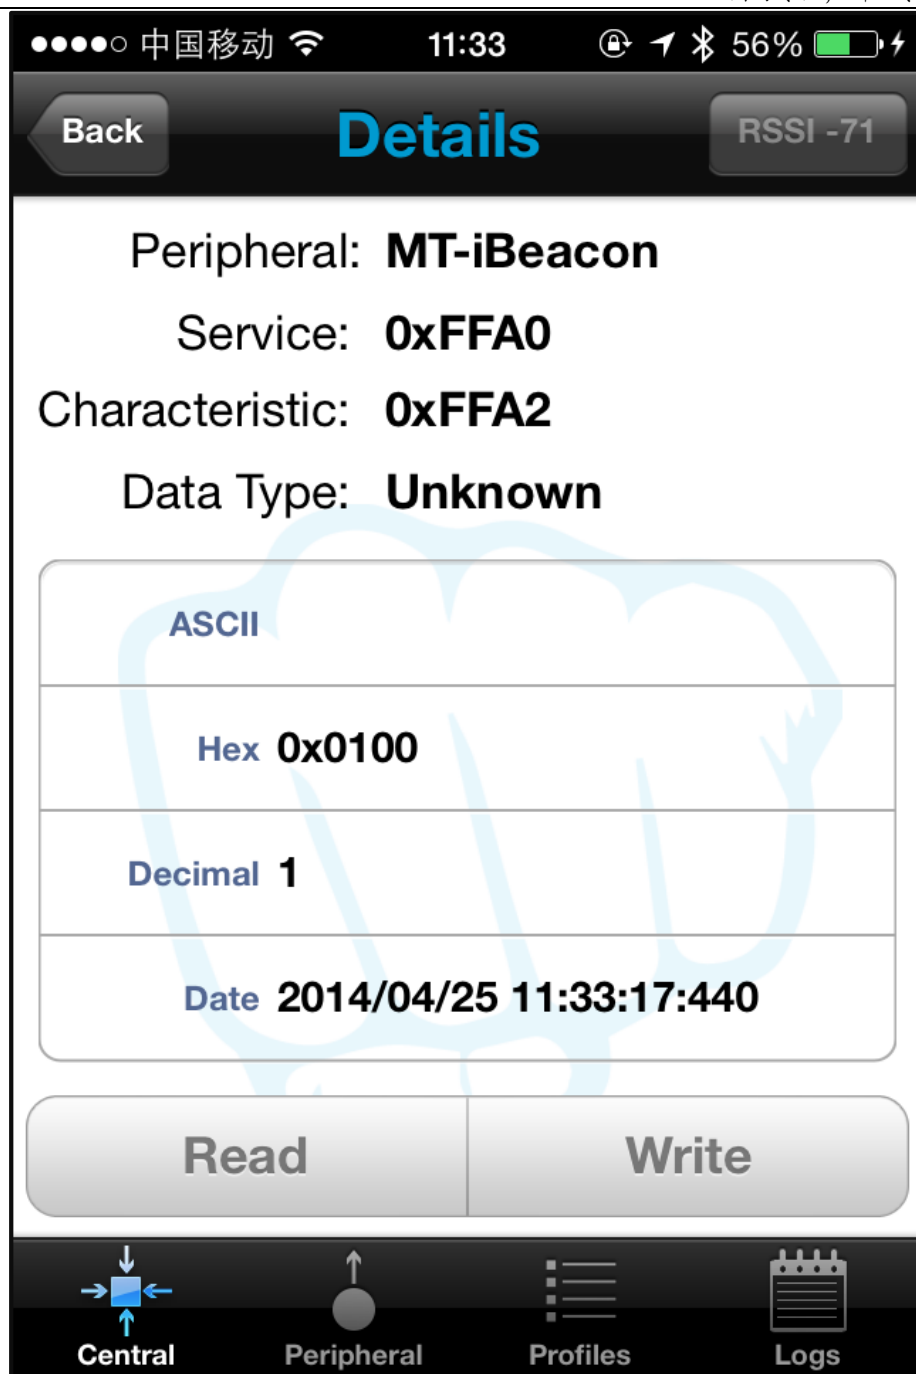 中国移动 11:33 56%
Back Details RSSI -71
Peripheral: MT-iBeacon
Service: 0xFFA0
Characteristic: 0xFFA2
Data Type: Unknown
ASCII
Hex 0x0100
Decimal 1
Date 2014/04/25 11:33:17:440
Read Write
Central Peripheral Profiles Logs